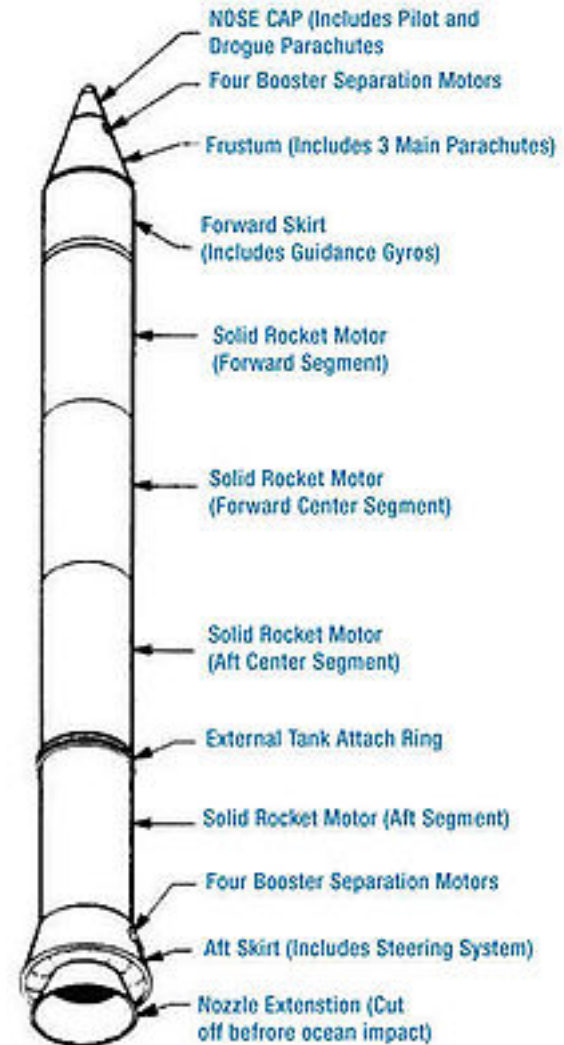 NOSE CAP (Includes Pilot and
Drogue Parachutes
Four Booster Separation Motors
Frustum (Includes 3 Main Parachutes)
Forward Skirt
(Includes Guidance Gyros)
Solid Rocket Motor
(Forward Segment)
Solid Rocket Motor
(Forward Center Segment)
Solid Rocket Motor
(Aft Center Segment)
External Tank Attach Ring
Solid Rocket Motor (Aft Segment)
Four Booster Separation Motors
Aft Skirt (Includes Steering System)
Nozzle Extenstion (Cut
off befrore ocean impact)